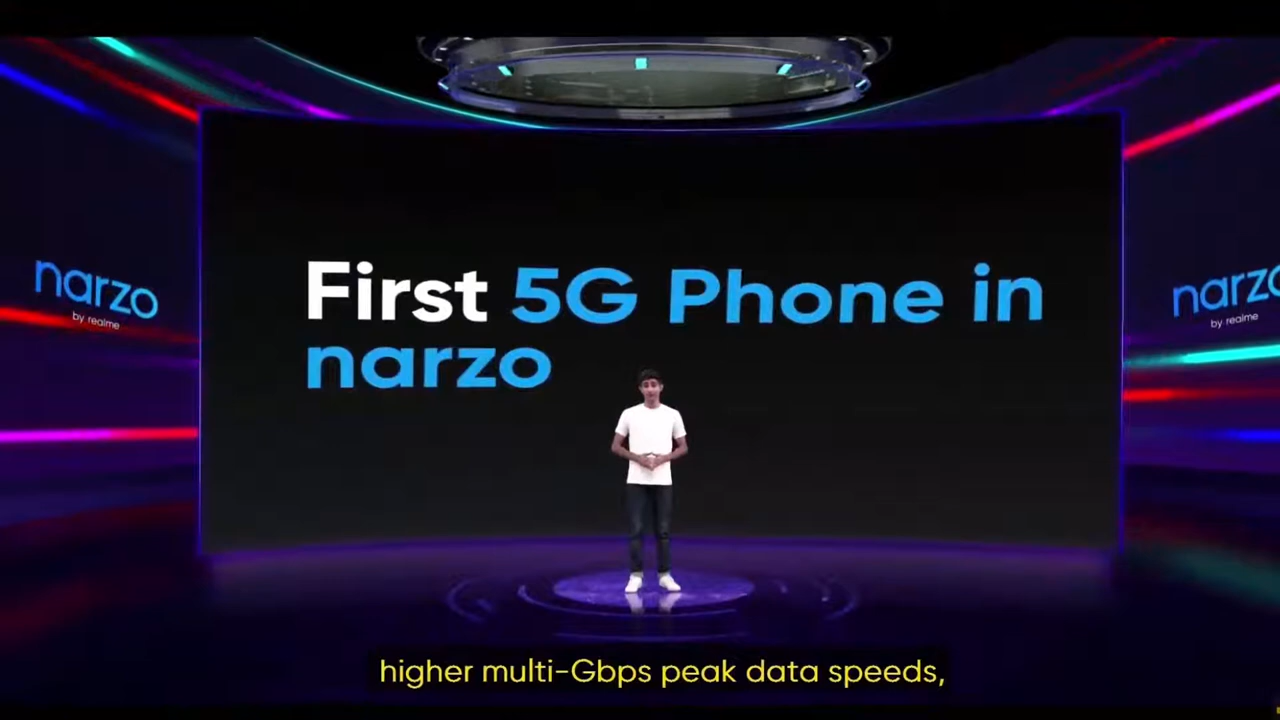 First 5G Phone in
narzo
narzo
by realme
narzo
by realme
higher multi-Gbps peak data speeds,